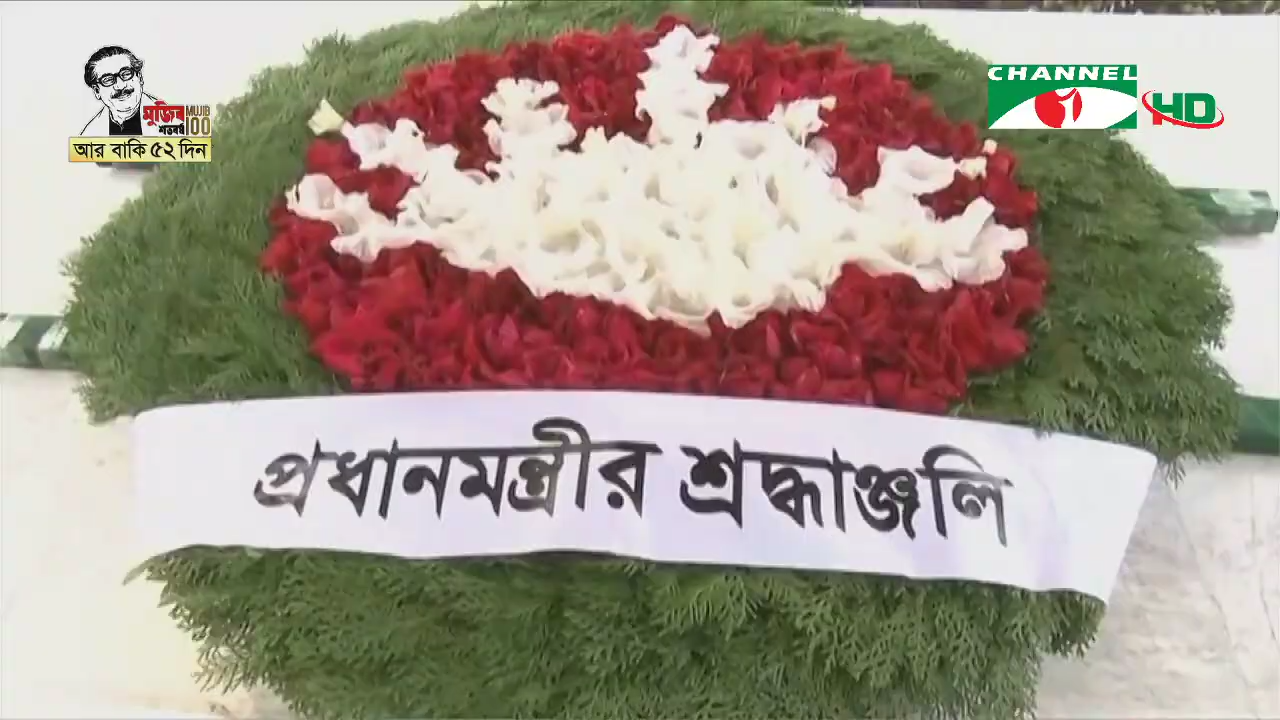 মুজিব MUJIB
শতবর্ষ 100
আর বাকি ৫২ দিন
CHANNEL
HD
প্রধানমন্ত্রীর শ্রদ্ধাঞ্জলি